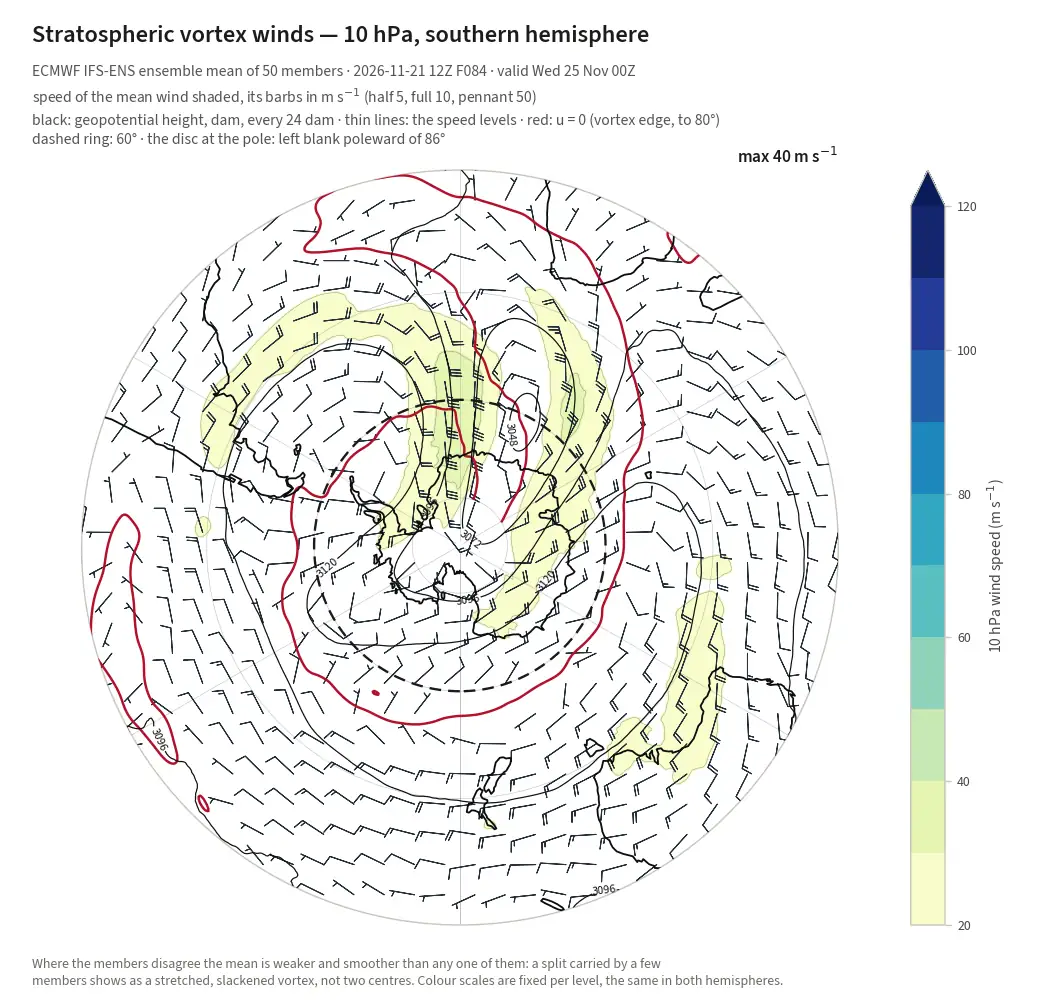 Stratospheric vortex winds — 10 hPa, southern hemisphere
ECMWF IFS-ENS ensemble mean of 50 members · 2026-11-21 12Z F084 · valid Wed 25 Nov 00Z
speed of the mean wind shaded, its barbs in m s⁻¹ (half 5, full 10, pennant 50)
black: geopotential height, dam, every 24 dam · thin lines: the speed levels · red: u = 0 (vortex edge, to 80°)
dashed ring: 60° · the disc at the pole: left blank poleward of 86°
max 40 m s⁻¹
120
100
80
60
40
20
10 hPa wind speed (m s⁻¹)
3048
3072
3120
3120
3096
3096
Where the members disagree the mean is weaker and smoother than any one of them: a split carried by a few
members shows as a stretched, slackened vortex, not two centres. Colour scales are fixed per level, the same in both hemispheres.